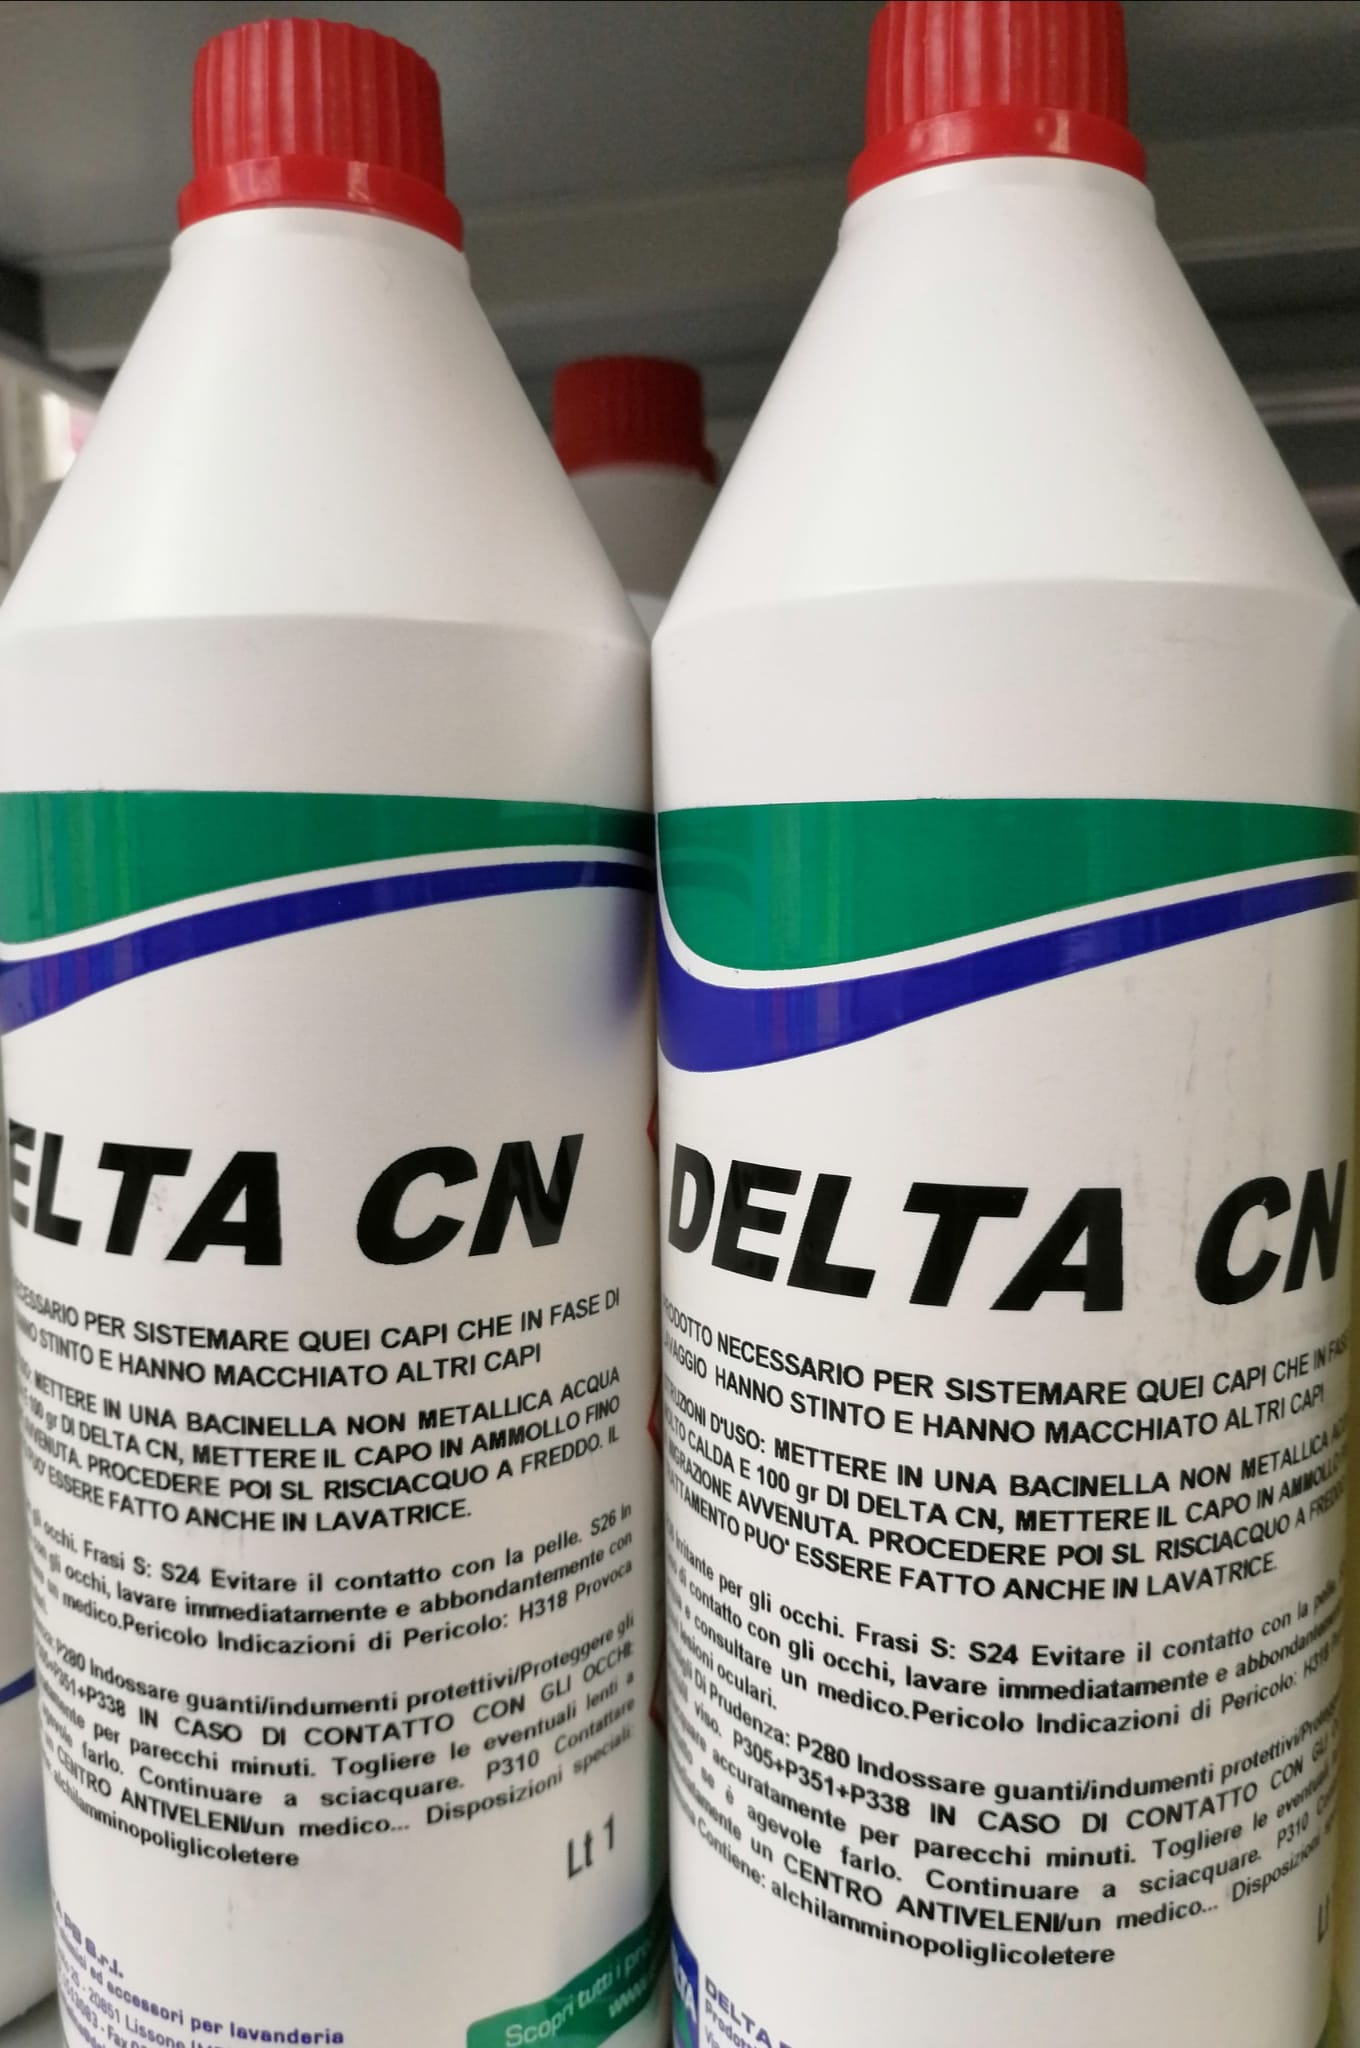 ELTA CN
PER SISTEMARE QUEI CAPI CHE IN FASE DI
STINTO E HANNO MACCHIATO ALTRI CAPI
METTERE IN UNA BACINELLA NON METALLICA ACQUA
100 gr DI DELTA CN, METTERE IL CAPO IN AMMOLLO FINO
AVVENUTA. PROCEDERE POI SL RISCIACQUO A FREDDO. IL
PUO' ESSERE FATTO ANCHE IN LAVATRICE.
gli occhi. Frasi S: S24 Evitare il contatto con la pelle. S26 In
con gli occhi, lavare immediatamente e abbondantemente con
un medico.Pericolo Indicazioni di Pericolo: H318 Provoca
P280 Indossare guanti/indumenti protettivi/Proteggere gli
+P351+P338 IN CASO DI CONTATTO CON GLI OCCHI:
per parecchi minuti. Togliere le eventuali lenti a
agevole farlo. Continuare a sciacquare. P310 Contattare
CENTRO ANTIVELENI/un medico... Disposizioni speciali:
alchilamminopoliglicoletere
Lt 1
PB S.r.l.
ed accessori per lavanderia
20851 Lissone
Scopri tutti i
www.
DELTA CN
PRODOTTO NECESSARIO PER SISTEMARE QUEI CAPI CHE IN
LAVAGGIO HANNO STINTO E HANNO MACCHIATO ALTRI CAPI
D'USO: METTERE IN UNA BACINELLA NON METALLICA
MOLTO CALDA E 100 gr DI DELTA CN, METTERE IL CAPO IN AMMOLLO
MIGRAZIONE AVVENUTA. PROCEDERE POI SL RISCIACQUO A
TRATTAMENTO PUO' ESSERE FATTO ANCHE IN LAVATRICE.
Irritante per gli occhi. Frasi S: S24 Evitare il contatto con la pelle
di contatto con gli occhi, lavare immediatamente e
e consultare un medico.Pericolo Indicazioni di Pericolo: H318
lesioni oculari.
Di Prudenza: P280 Indossare guanti/indumenti
viso. P305+P351+P338 IN CASO DI CONTATTO CON GLI
accuratamente per parecchi minuti. Togliere le
se è agevole farlo. Continuare a sciacquare. P310
un CENTRO ANTIVELENI/un medico...
Contiene: alchilamminopoliglicoletere
DELTA